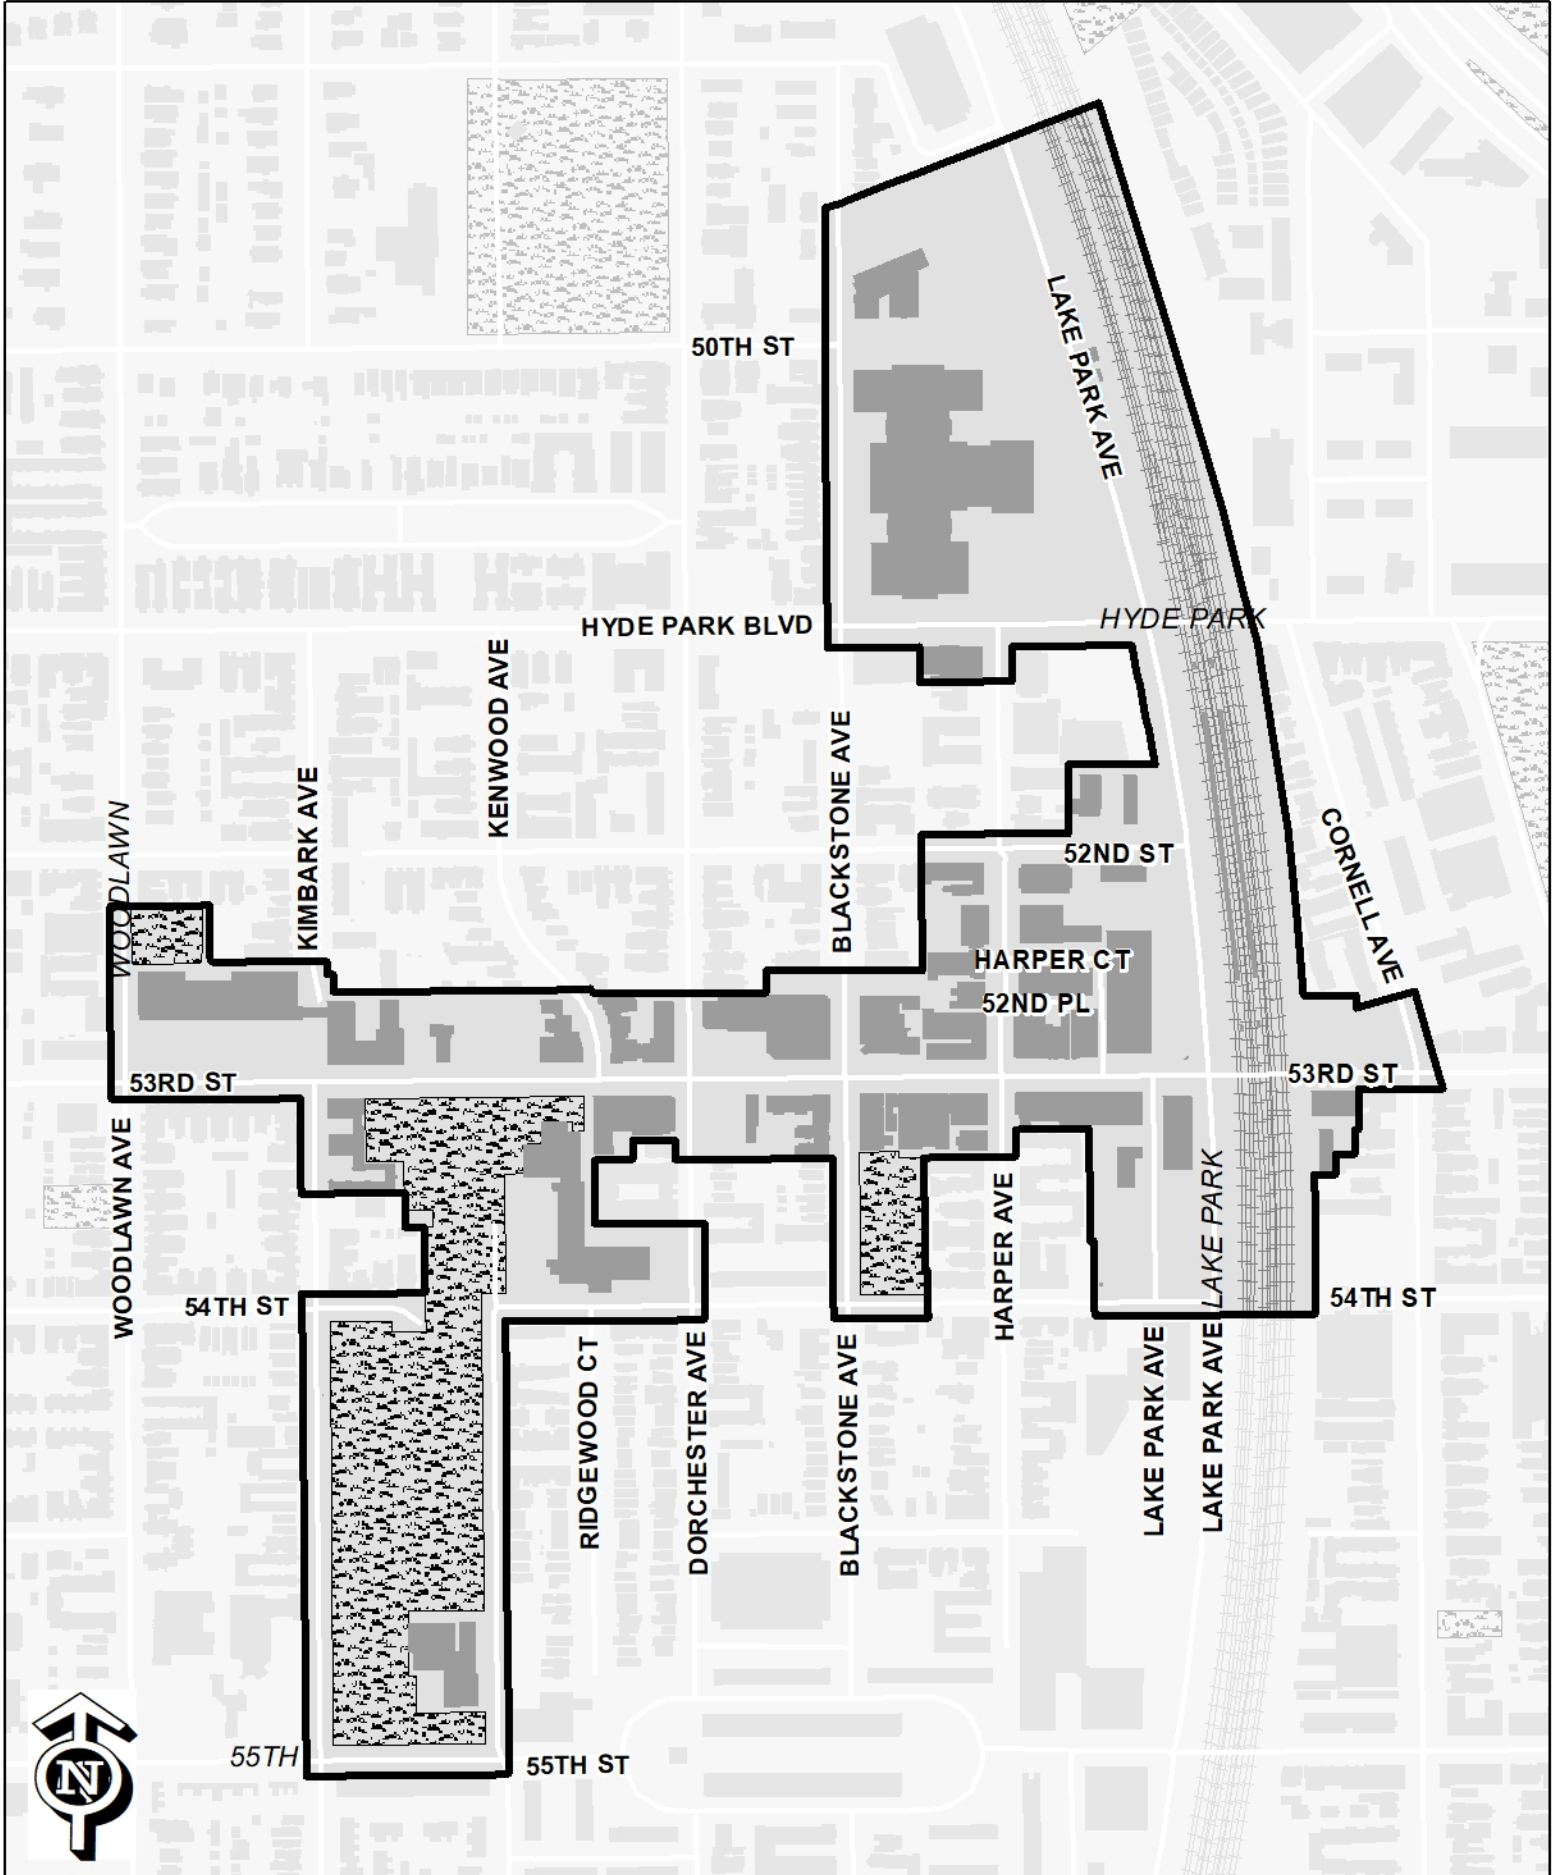 50TH ST
LAKE PARK AVE
HYDE PARK BLVD
HYDE PARK
KENWOOD AVE
BLACKSTONE AVE
KIMBARK AVE
WOODLAWN
CORNELL AVE
52ND ST
HARPER CT
52ND PL
53RD ST
53RD ST
WOODLAWN AVE
LAKE PARK
HARPER AVE
54TH ST
54TH ST
RIDGEWOOD CT
DORCHESTER AVE
BLACKSTONE AVE
LAKE PARK AVE
LAKE PARK AVE
55TH
55TH ST
N